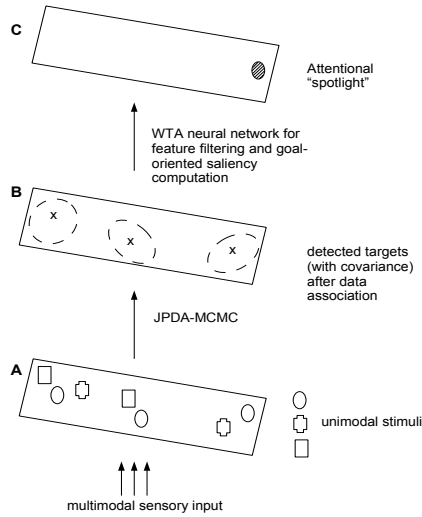 C
Attentional
"spotlight"
WTA neural network for
feature filtering and goal-
oriented saliency
computation
B
x
x
x
detected targets
(with covariance)
after data
association
JPDA-MCMC
A
unimodal stimuli
multimodal sensory input